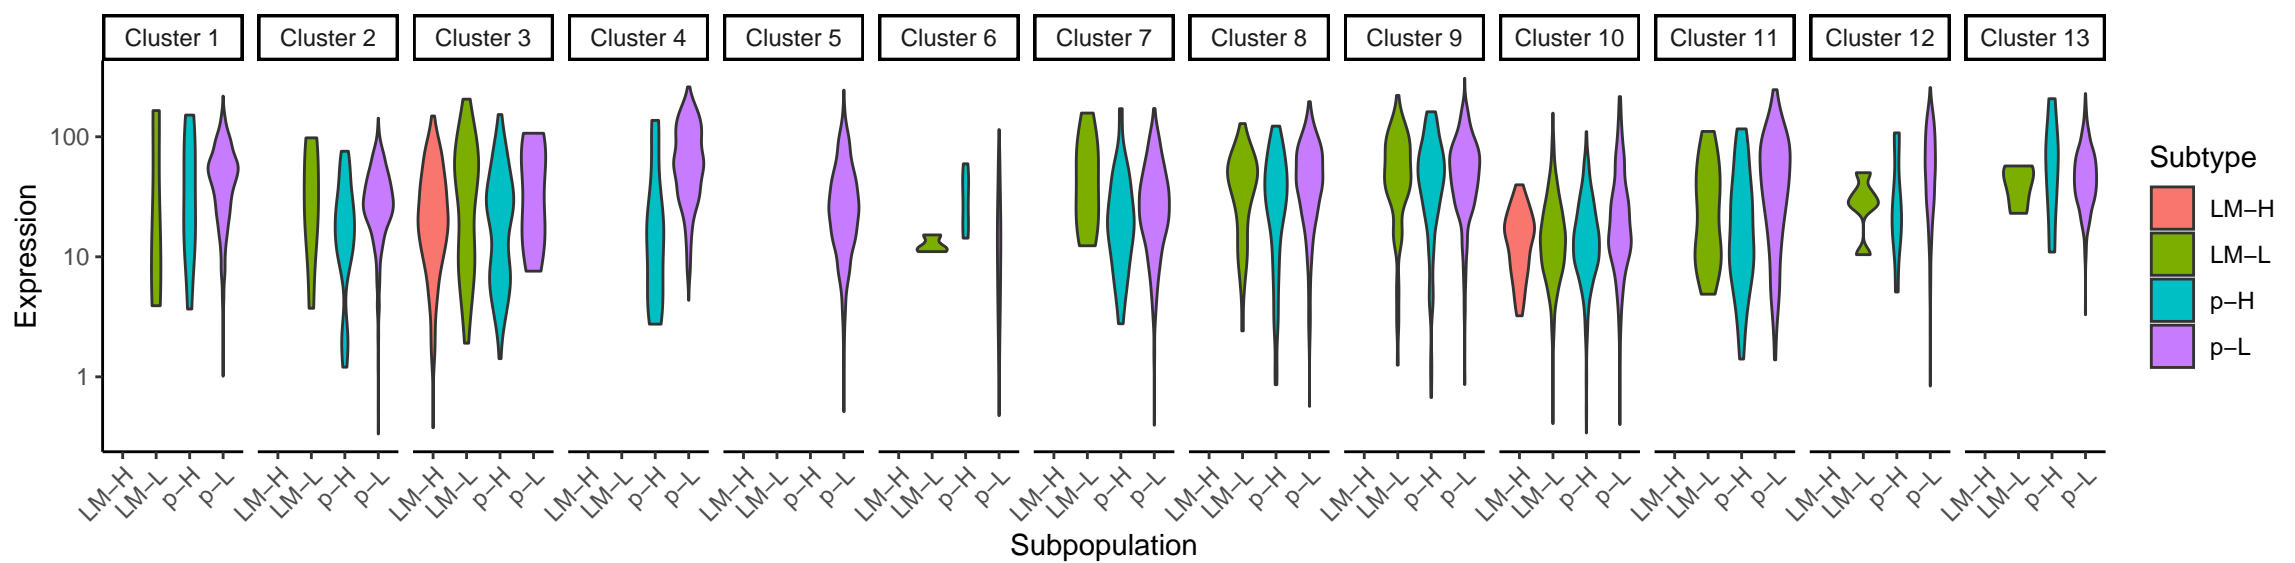 Cluster 1 Cluster 2 Cluster 3 Cluster 4 Cluster 5 Cluster 6 Cluster 7 Cluster 8 Cluster 9 Cluster 10 Cluster 11 Cluster 12 Cluster 13
Expression
100
10
1
LM−H LM−L p−H p−L LM−H LM−L p−H p−L LM−H LM−L p−H p−L LM−H LM−L p−H p−L LM−H LM−L p−H p−L LM−H LM−L p−H p−L LM−H LM−L p−H p−L LM−H LM−L p−H p−L LM−H LM−L p−H p−L LM−H LM−L p−H p−L LM−H LM−L p−H p−L LM−H LM−L p−H p−L LM−H LM−L p−H p−L
Subpopulation
Subtype
LM−H
LM−L
p−H
p−L